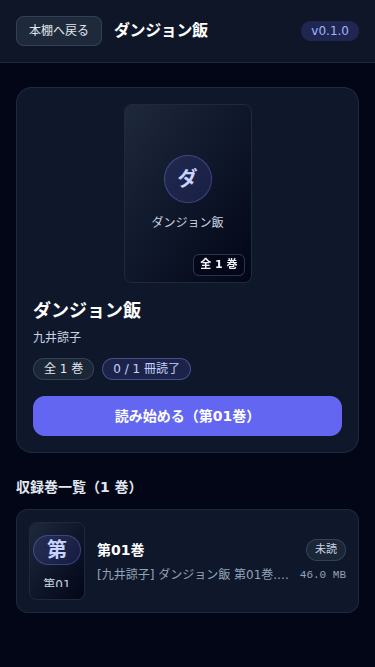 本棚へ戻る ダンジョン飯 v0.1.0
ダ
ダンジョン飯
全 1 巻
ダンジョン飯
九井諒子
全 1 巻 0 / 1 冊読了
読み始める（第01巻）
収録巻一覧（1 巻）
第
第01
第01巻 未読
[九井諒子] ダンジョン飯 第01巻.... 46.0 MB